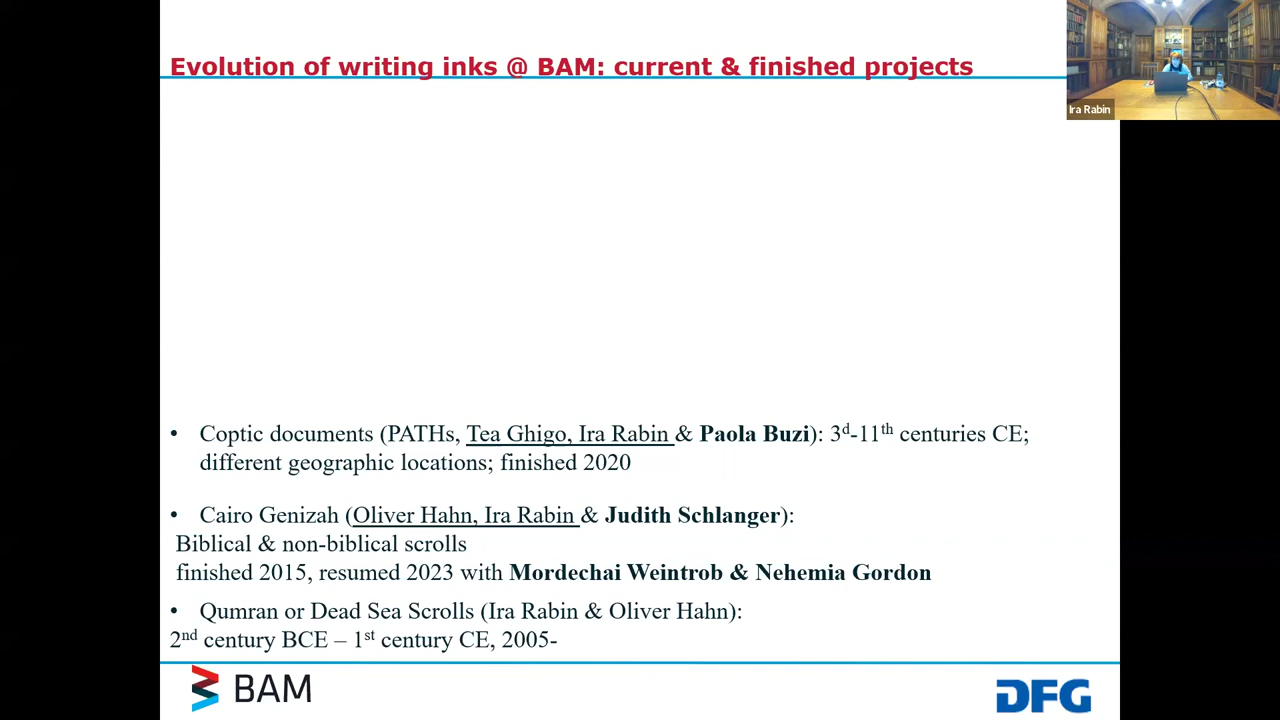 Evolution of writing inks @ BAM: current & finished projects
Ira Rabin
• Coptic documents (PATHs, Tea Ghigo, Ira Rabin & Paola Buzi): 3d-11th centuries CE;
different geographic locations; finished 2020
• Cairo Genizah (Oliver Hahn, Ira Rabin & Judith Schlanger):
Biblical & non-biblical scrolls
finished 2015, resumed 2023 with Mordechai Weintrob & Nehemia Gordon
• Qumran or Dead Sea Scrolls (Ira Rabin & Oliver Hahn):
2nd century BCE – 1st century CE, 2005-
BAM
DFG